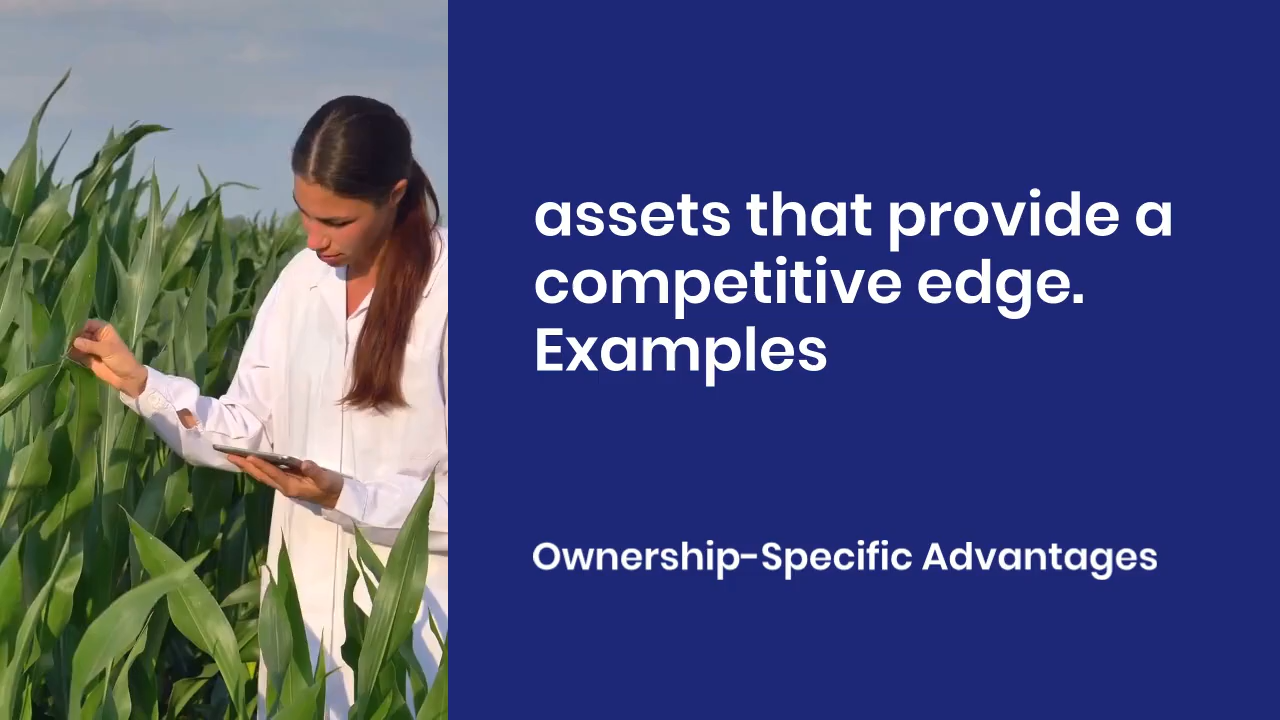 assets that provide a
competitive edge.
Examples
Ownership-Specific Advantages